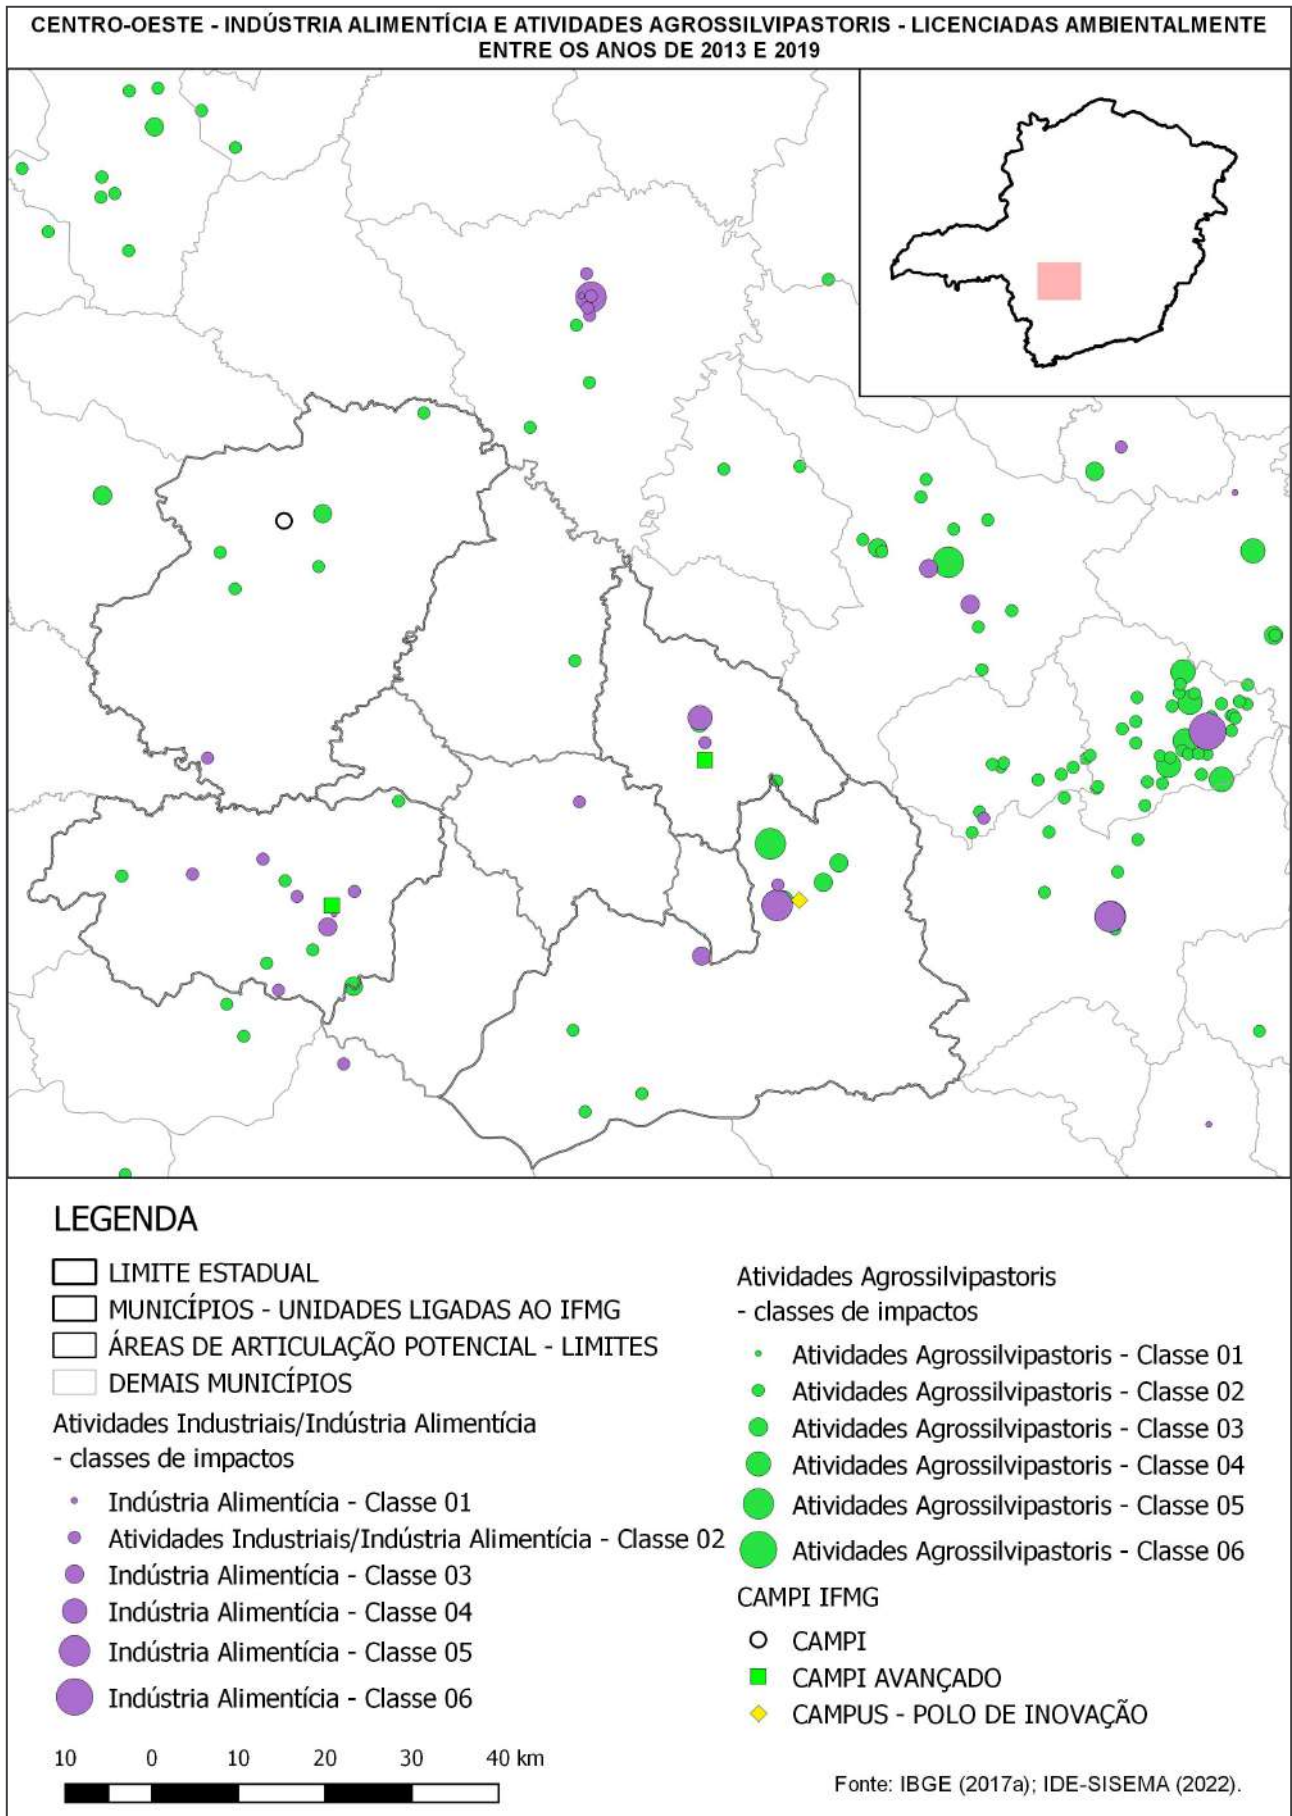 CENTRO-OESTE - INDÚSTRIA ALIMENTÍCIA E ATIVIDADES AGROSSILVIPASTORIS - LICENCIADAS AMBIENTALMENTE
ENTRE OS ANOS DE 2013 E 2019
LEGENDA
LIMITE ESTADUAL
MUNICÍPIOS - UNIDADES LIGADAS AO IFMG
ÁREAS DE ARTICULAÇÃO POTENCIAL - LIMITES
DEMAIS MUNICÍPIOS
Atividades Industriais/Indústria Alimentícia
- classes de impactos
Indústria Alimentícia - Classe 01
Atividades Industriais/Indústria Alimentícia - Classe 02
Indústria Alimentícia - Classe 03
Indústria Alimentícia - Classe 04
Indústria Alimentícia - Classe 05
Indústria Alimentícia - Classe 06
10 0 10 20 30 40 km
Atividades Agrossilvipastoris
- classes de impactos
Atividades Agrossilvipastoris - Classe 01
Atividades Agrossilvipastoris - Classe 02
Atividades Agrossilvipastoris - Classe 03
Atividades Agrossilvipastoris - Classe 04
Atividades Agrossilvipastoris - Classe 05
Atividades Agrossilvipastoris - Classe 06
CAMPI IFMG
CAMPI
CAMPI AVANÇADO
CAMPUS - POLO DE INOVAÇÃO
Fonte: IBGE (2017a); IDE-SISEMA (2022).